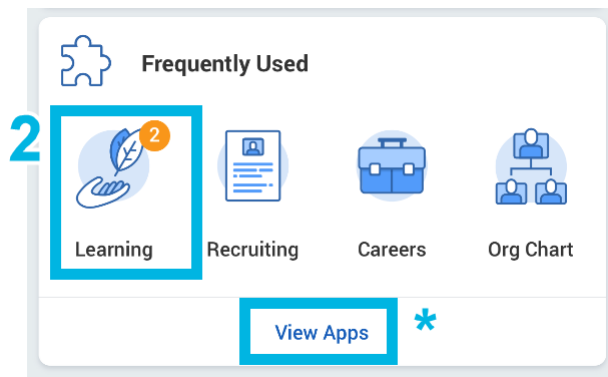 Frequently Used
2
2
Learning
Recruiting
Careers
Org Chart
View Apps
*